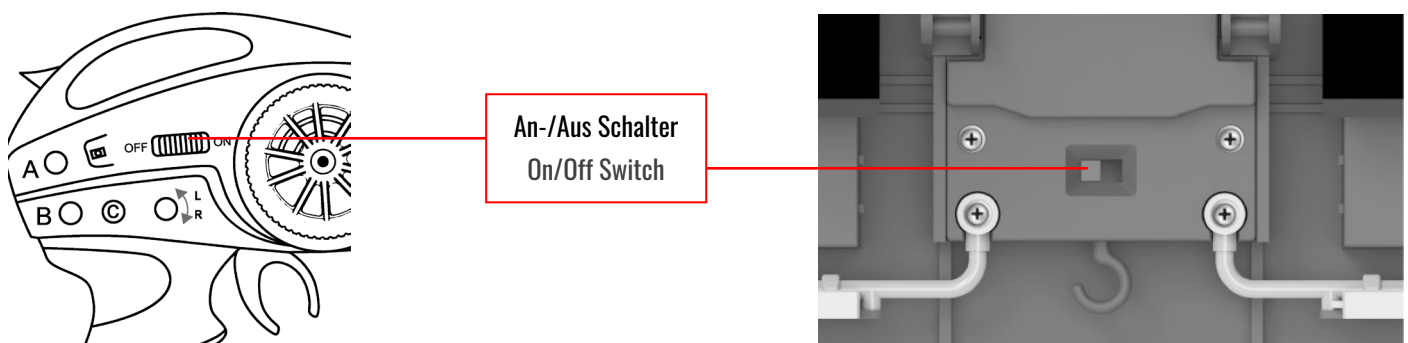 An-/Aus Schalter
On/Off Switch
OFF ON
A
L
B © R